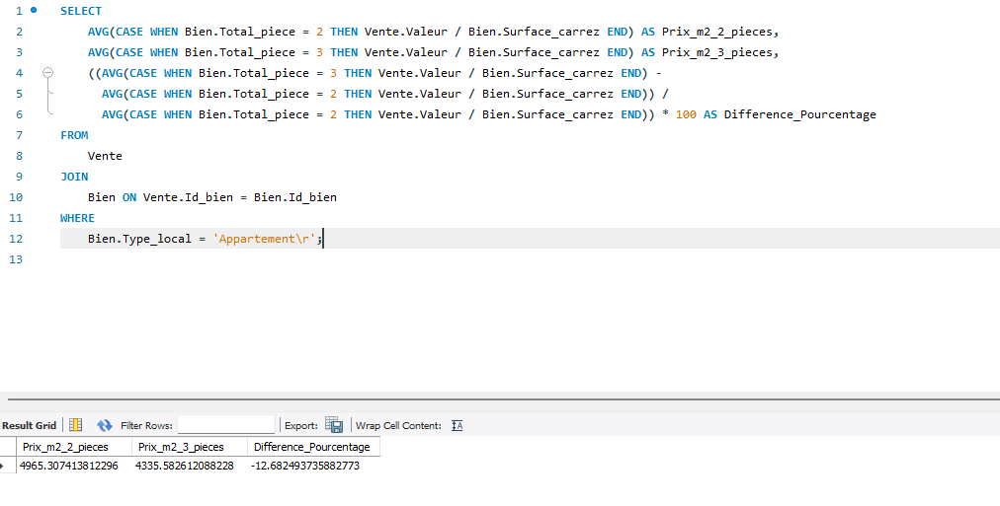 1 SELECT
2 AVG(CASE WHEN Bien.Total_piece = 2 THEN Vente.Valeur / Bien.Surface_carrez END) AS Prix_m2_2_pieces,
3 AVG(CASE WHEN Bien.Total_piece = 3 THEN Vente.Valeur / Bien.Surface_carrez END) AS Prix_m2_3_pieces,
4 ((AVG(CASE WHEN Bien.Total_piece = 3 THEN Vente.Valeur / Bien.Surface_carrez END) -
5 AVG(CASE WHEN Bien.Total_piece = 2 THEN Vente.Valeur / Bien.Surface_carrez END)) /
6 AVG(CASE WHEN Bien.Total_piece = 2 THEN Vente.Valeur / Bien.Surface_carrez END)) * 100 AS Difference_Pourcentage
7 FROM
8 Vente
9 JOIN
10 Bien ON Vente.Id_bien = Bien.Id_bien
11 WHERE
12 Bien.Type_local = 'Appartement\r';
13
Result Grid Filter Rows: Export: Wrap Cell Content:
Prix_m2_2_pieces Prix_m2_3_pieces Difference_Pourcentage
4965.307413812296 4335.582612088228 -12.682493735882773